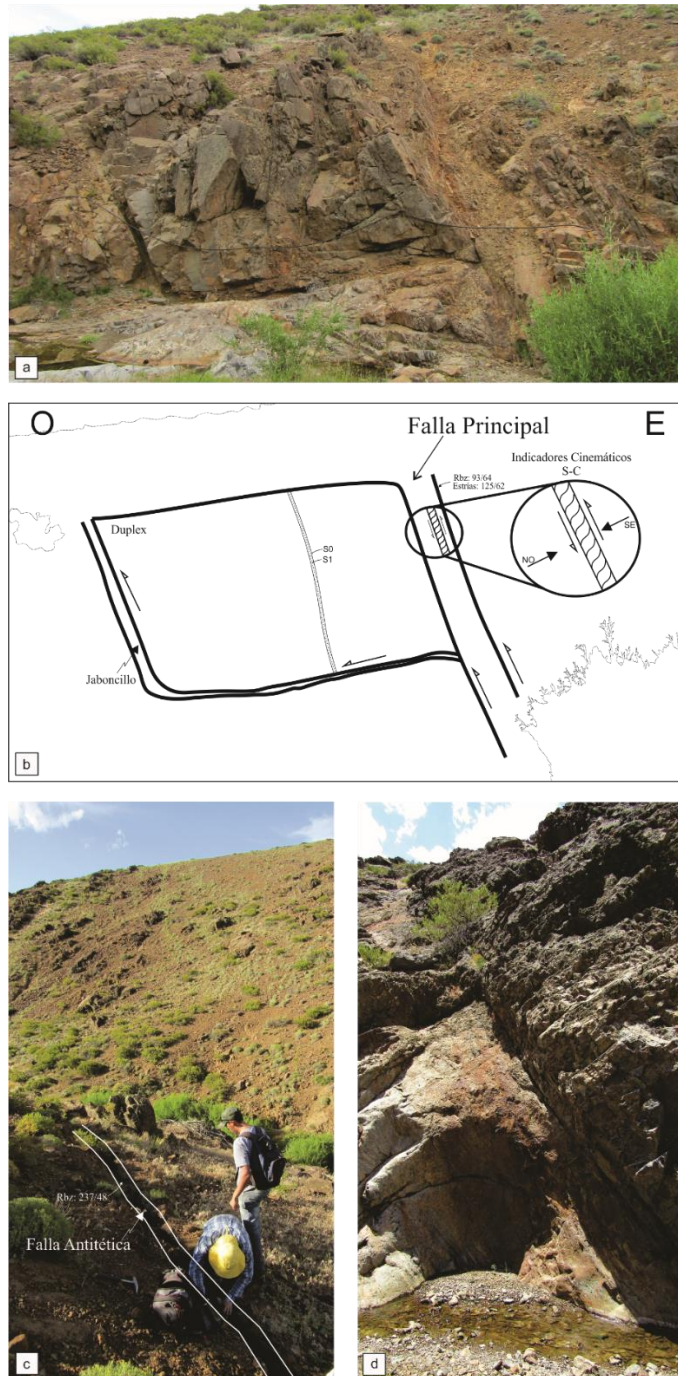 a
O
E
Falla Principal
Rbz: 93/64
Estrías: 125/62
Indicadores Cinemáticos
S-C
Duplex
S0
S1
SE
NO
Jaboncillo
b
Rbz: 237/48
Falla Antitética
c
d